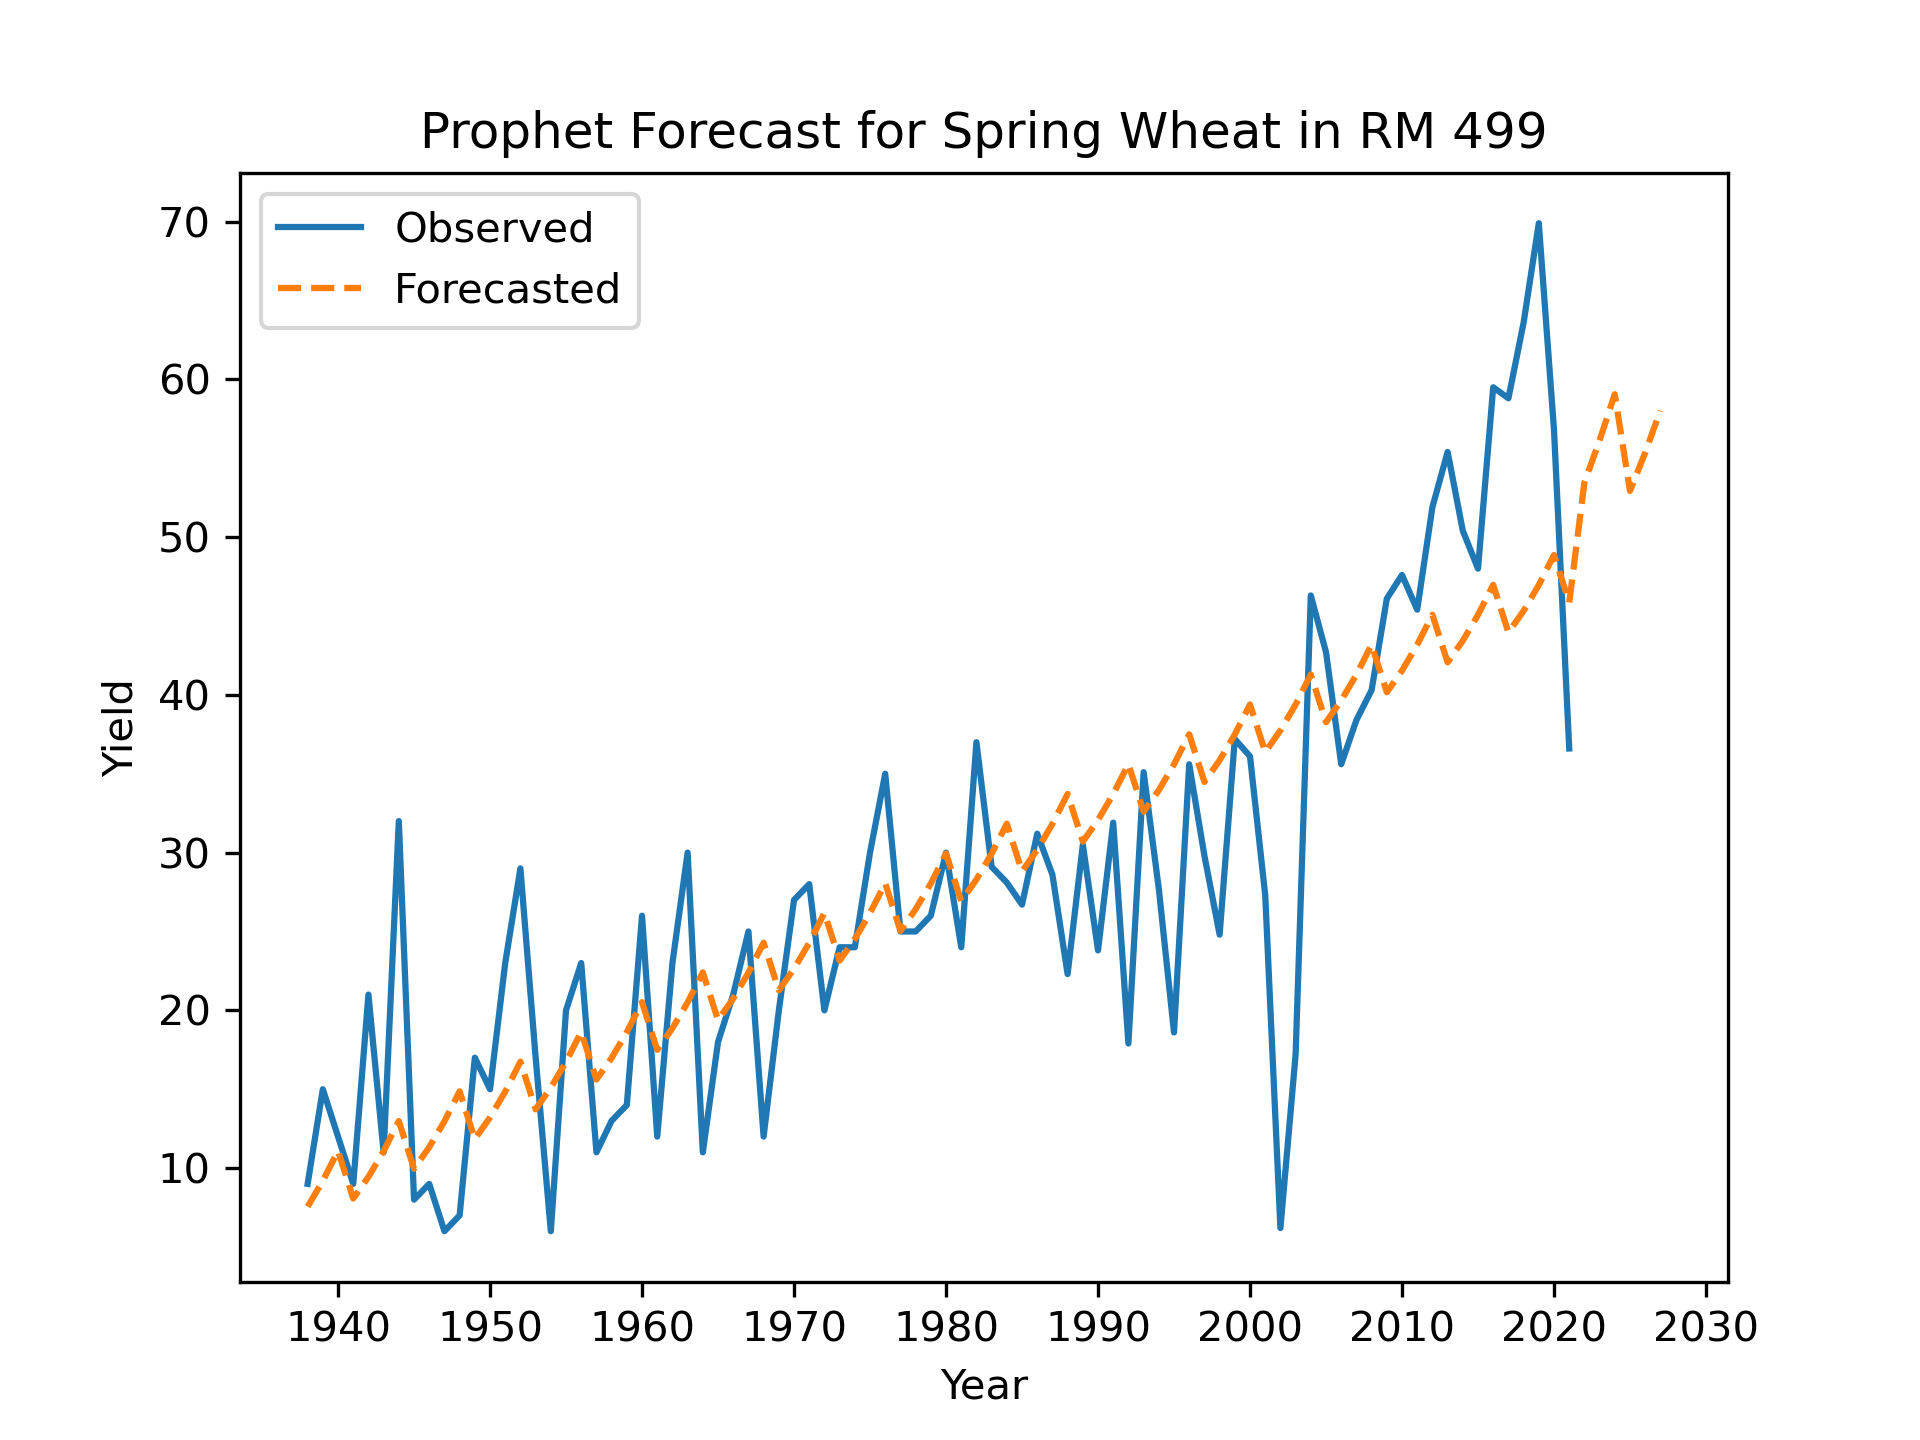 Prophet Forecast for Spring Wheat in RM 499
Observed
Forecasted
70
60
50
40
30
20
10
Yield
1940 1950 1960 1970 1980 1990 2000 2010 2020 2030
Year